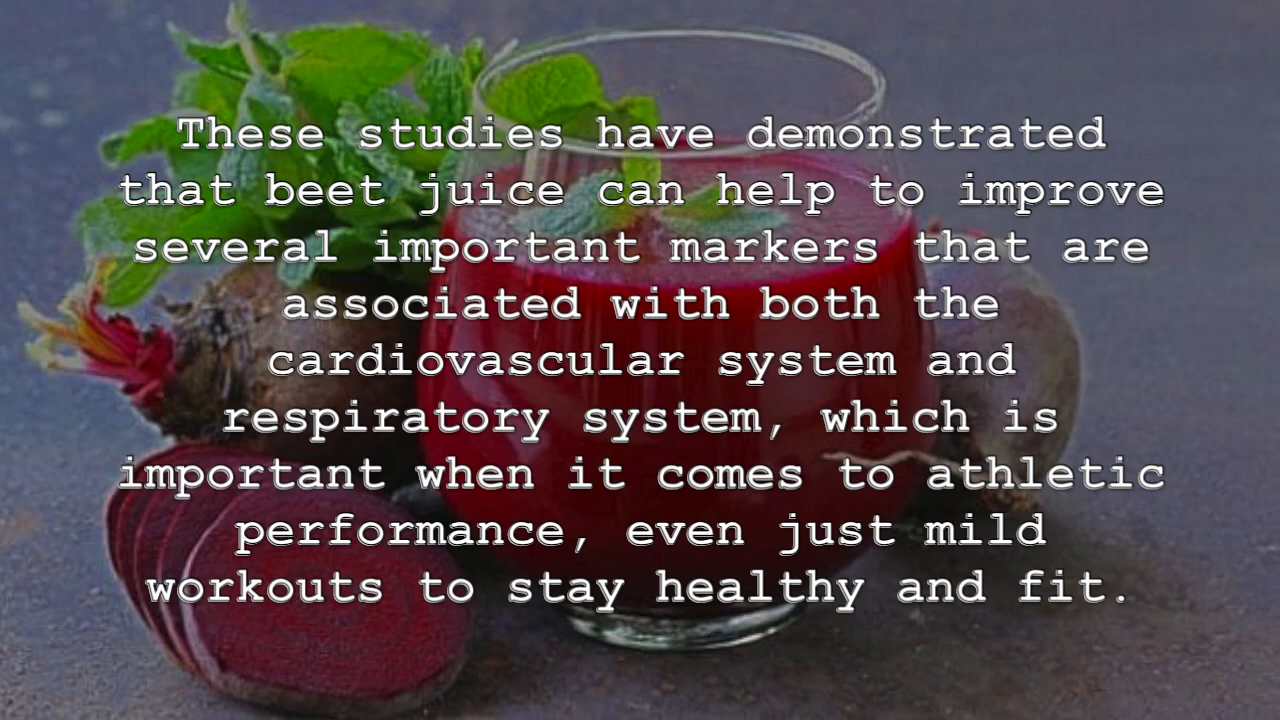 These studies have demonstrated
that beet juice can help to improve
several important markers that are
associated with both the
cardiovascular system and
respiratory system, which is
important when it comes to athletic
performance, even just mild
workouts to stay healthy and fit.